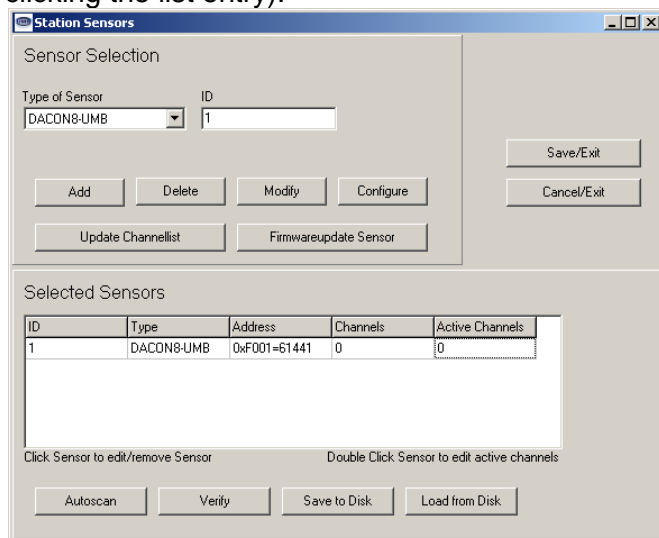 clicking the list entry).
Station Sensors
Sensor Selection
Type of Sensor ID
DACON8-UMB 1
Save/Exit
Add Delete Modify Configure Cancel/Exit
Update Channellist Firmwareupdate Sensor
Selected Sensors
ID Type Address Channels Active Channels
1 DACON8-UMB 0xF001=61441 0 0
Click Sensor to edit/remove Sensor Double Click Sensor to edit active channels
Autoscan Verify Save to Disk Load from Disk